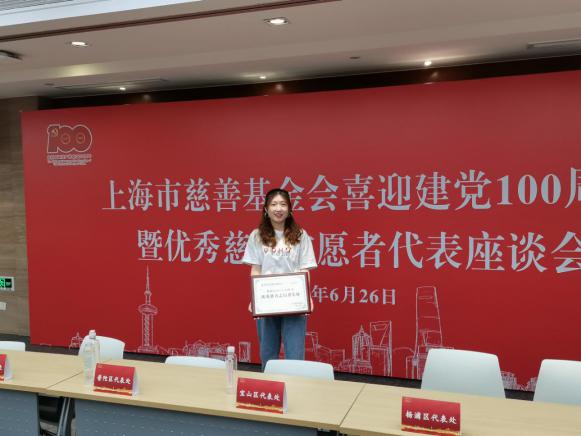 100
上海市慈善基金会喜迎建党100周
暨优秀慈 愿者代表座谈会
年6月26日
普陀区代表处
宝山区代表处
杨浦区代表处